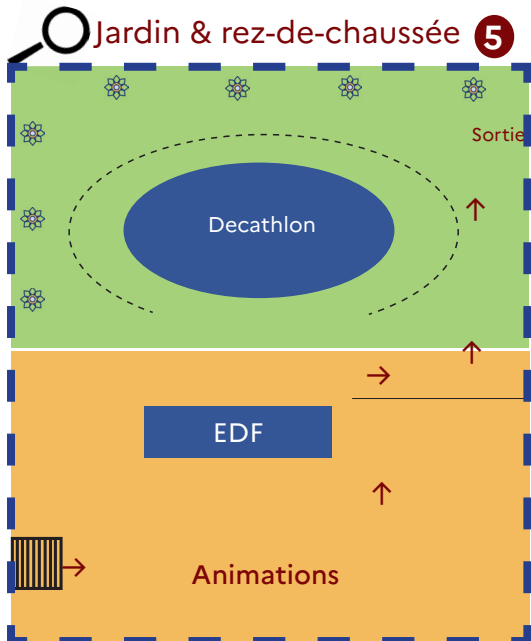 Jardin & rez-de-chaussée 5
Sortie
Decathlon
EDF
Animations